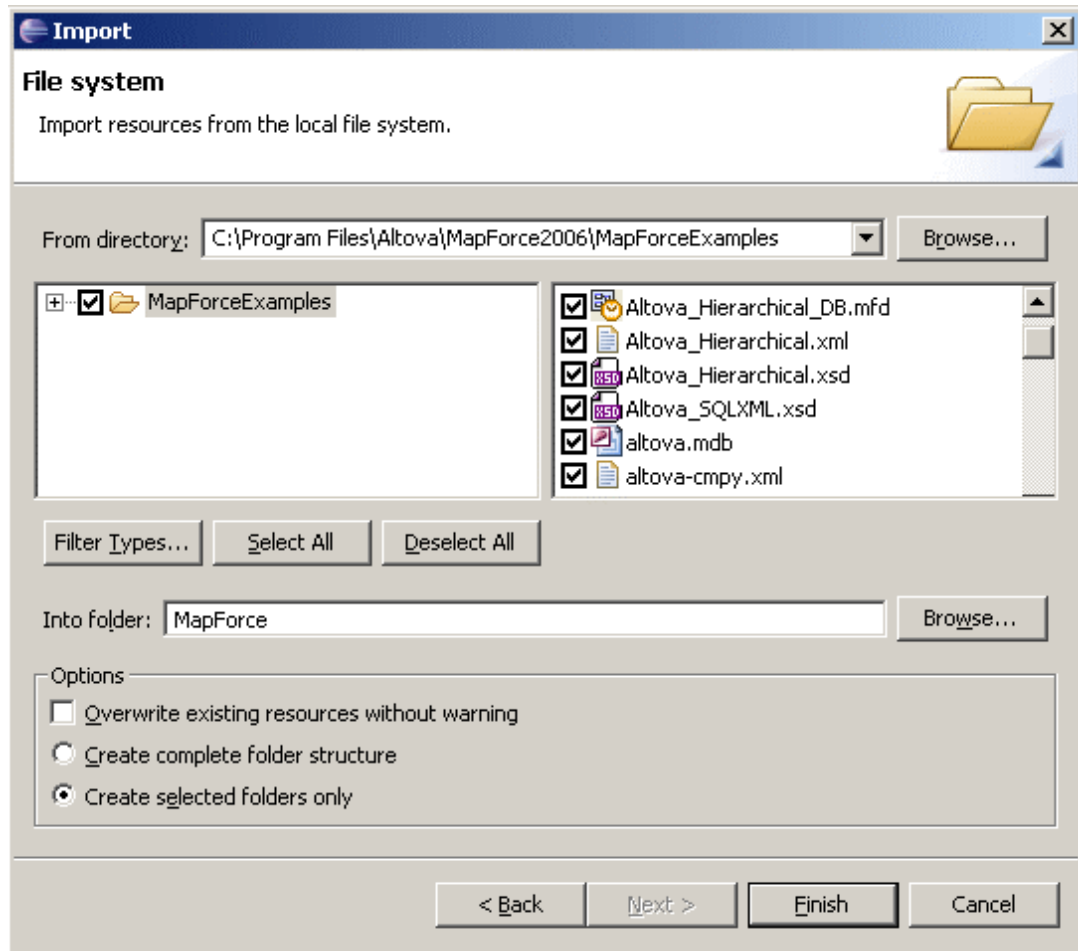 Import
File system
Import resources from the local file system.
From directory: C:\Program Files\Altova\MapForce2006\MapForceExamples Browse...
MapForceExamples
Altova_Hierarchical_DB.mfd
Altova_Hierarchical.xml
XSD Altova_Hierarchical.xsd
XSD Altova_SQLXML.xsd
altova.mdb
altova-cmpy.xml
Filter Types... Select All Deselect All
Into folder: MapForce Browse...
Options
Overwrite existing resources without warning
Create complete folder structure
Create selected folders only
< Back Next > Finish Cancel